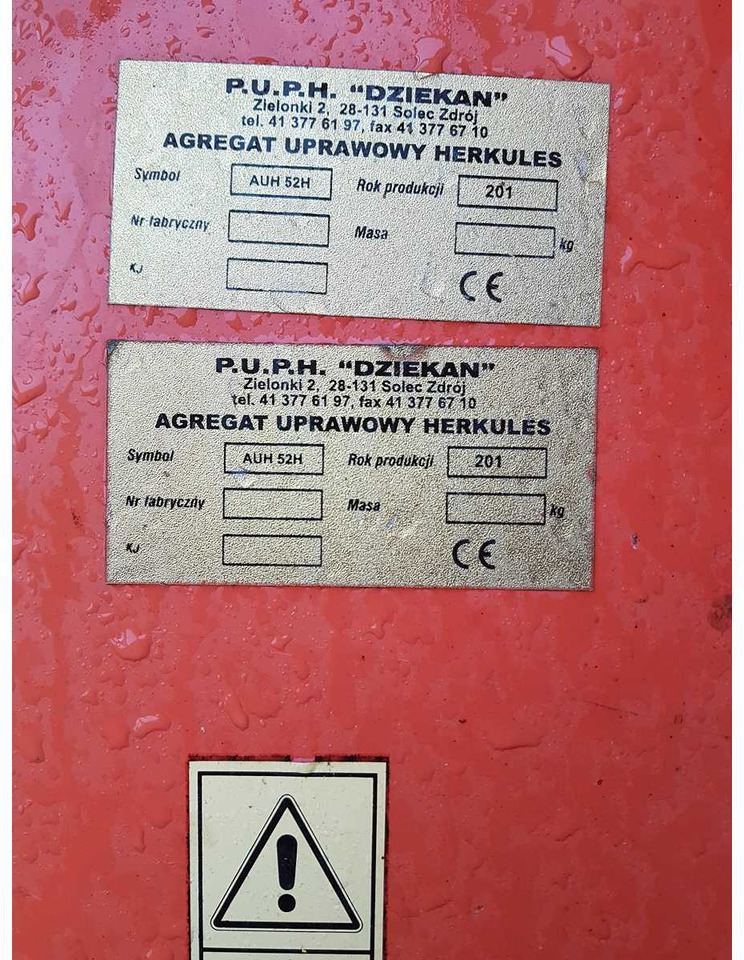 P.U.P.H. “DZIEKAN”
Zielonki 2, 28-131 Solec Zdrój
tel. 41 377 61 97, fax 41 377 67 10
AGREGAT UPRAWOWY HERKULES
Symbol AUH 52H Rok produkcji 201
Nr fabryczny Masa kg
KJ CE
P.U.P.H. “DZIEKAN”
Zielonki 2, 28-131 Solec Zdrój
tel. 41 377 61 97, fax 41 377 67 10
AGREGAT UPRAWOWY HERKULES
Symbol AUH 52H Rok produkcji 201
Nr fabryczny Masa kg
KJ CE
!